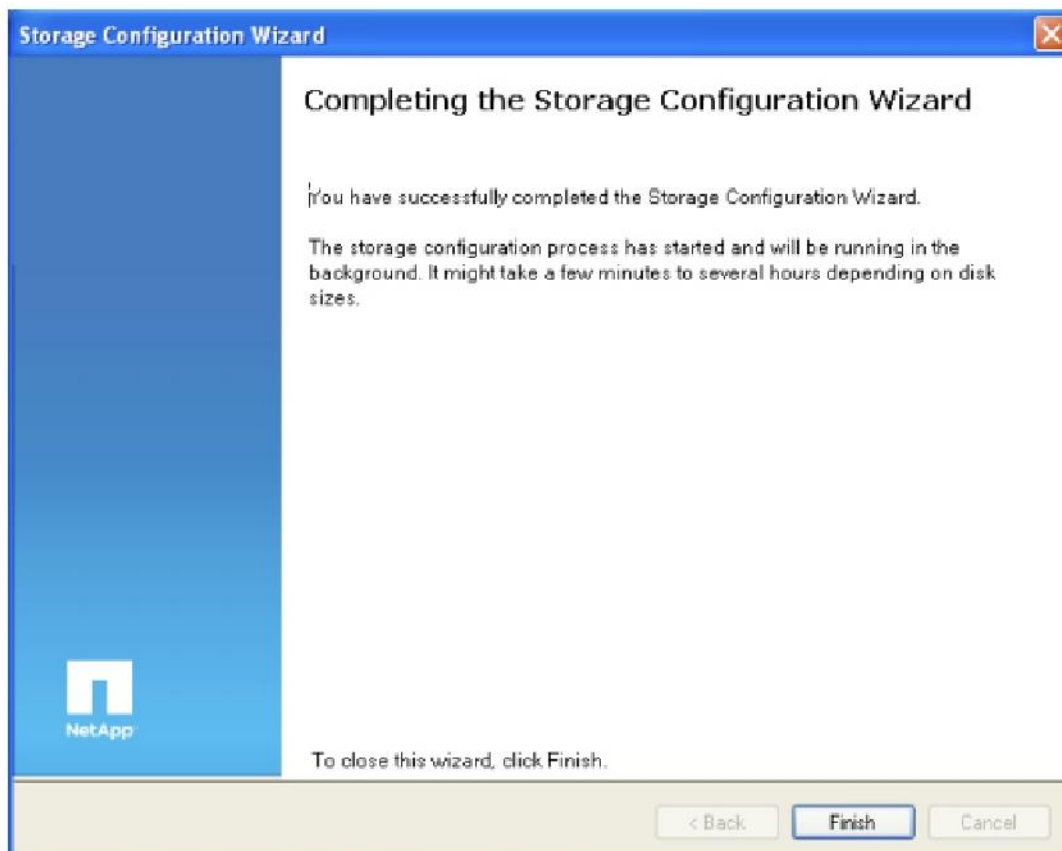 Storage Configuration Wizard
Completing the Storage Configuration Wizard
You have successfully completed the Storage Configuration Wizard.
The storage configuration process has started and will be running in the
background. It might take a few minutes to several hours depending on disk
sizes.
NetApp
To close this wizard, click Finish.
< Back
Finish
Cancel